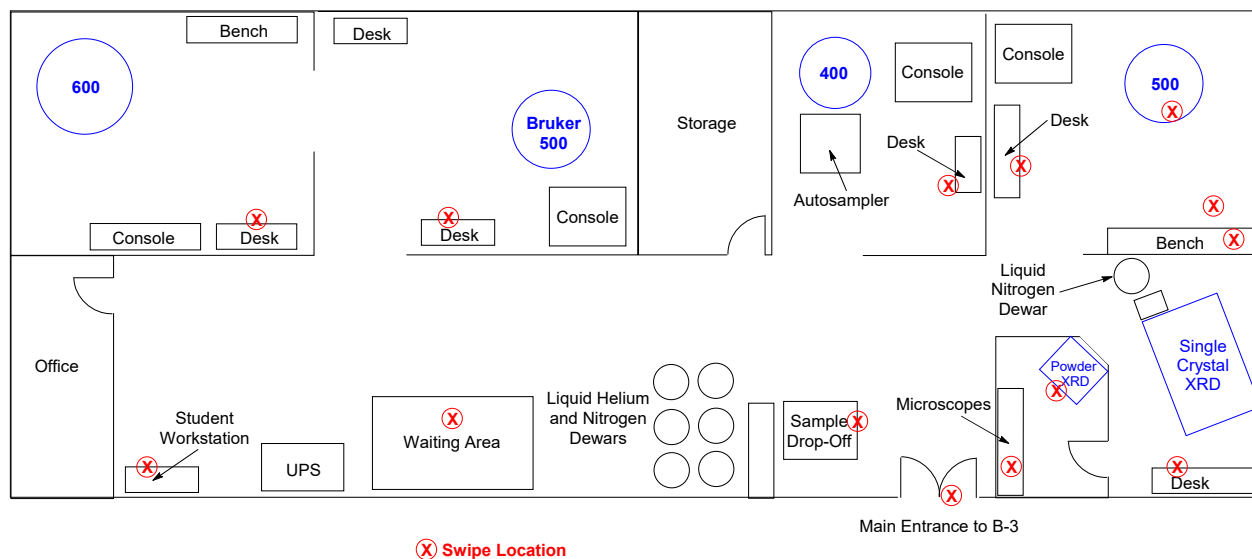 Bench
Desk
600
Bruker
500
Storage
400
Console
Console
500
X
Desk
X
Desk
X
Autosampler
X
X
Console
X
Desk
X
Desk
Console
Bench
X
Liquid
Nitrogen
Dewar
Office
Single
Crystal
XRD
Powder
XRD
X
Liquid Helium
and Nitrogen
Dewars
Microscopes
X
Waiting Area
Sample
Drop-Off
X
Student
Workstation
X
UPS
X
X
Desk
X
Main Entrance to B-3
X Swipe Location